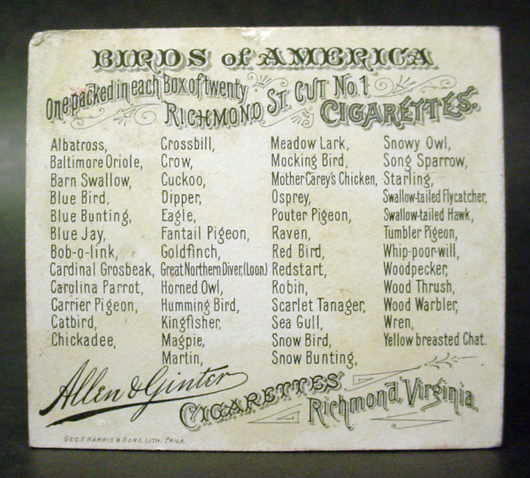 BIRDS of AMERICA
One packed in each Box of twenty
RICHMOND ST. CUT No. 1
CIGARETTES.
Albatross,
Baltimore Oriole,
Barn Swallow,
Blue Bird,
Blue Bunting,
Blue Jay,
Bob-o-link,
Cardinal Grosbeak,
Carolina Parrot,
Carrier Pigeon,
Catbird,
Chickadee,
Crossbill,
Crow,
Cuckoo,
Dipper,
Eagle,
Fantail Pigeon,
Goldfinch,
Great Northern Diver, (Loon)
Horned Owl,
Humming Bird,
Kingfisher,
Magpie,
Martin,
Meadow Lark,
Mocking Bird,
Mother Carey's Chicken,
Osprey,
Pouter Pigeon,
Raven,
Red Bird,
Redstart,
Robin,
Scarlet Tanager,
Sea Gull,
Snow Bird,
Snow Bunting,
Snowy Owl,
Song Sparrow,
Starling,
Swallow-tailed Flycatcher,
Swallow-tailed Hawk,
Tumbler Pigeon,
Whip-poor-will,
Woodpecker,
Wood Thrush,
Wood Warbler,
Wren,
Yellow breasted Chat.
Allen & Ginter
CIGARETTES
Richmond, Virginia
GEO. S. HARRIS & SONS, LITH. PHILA.